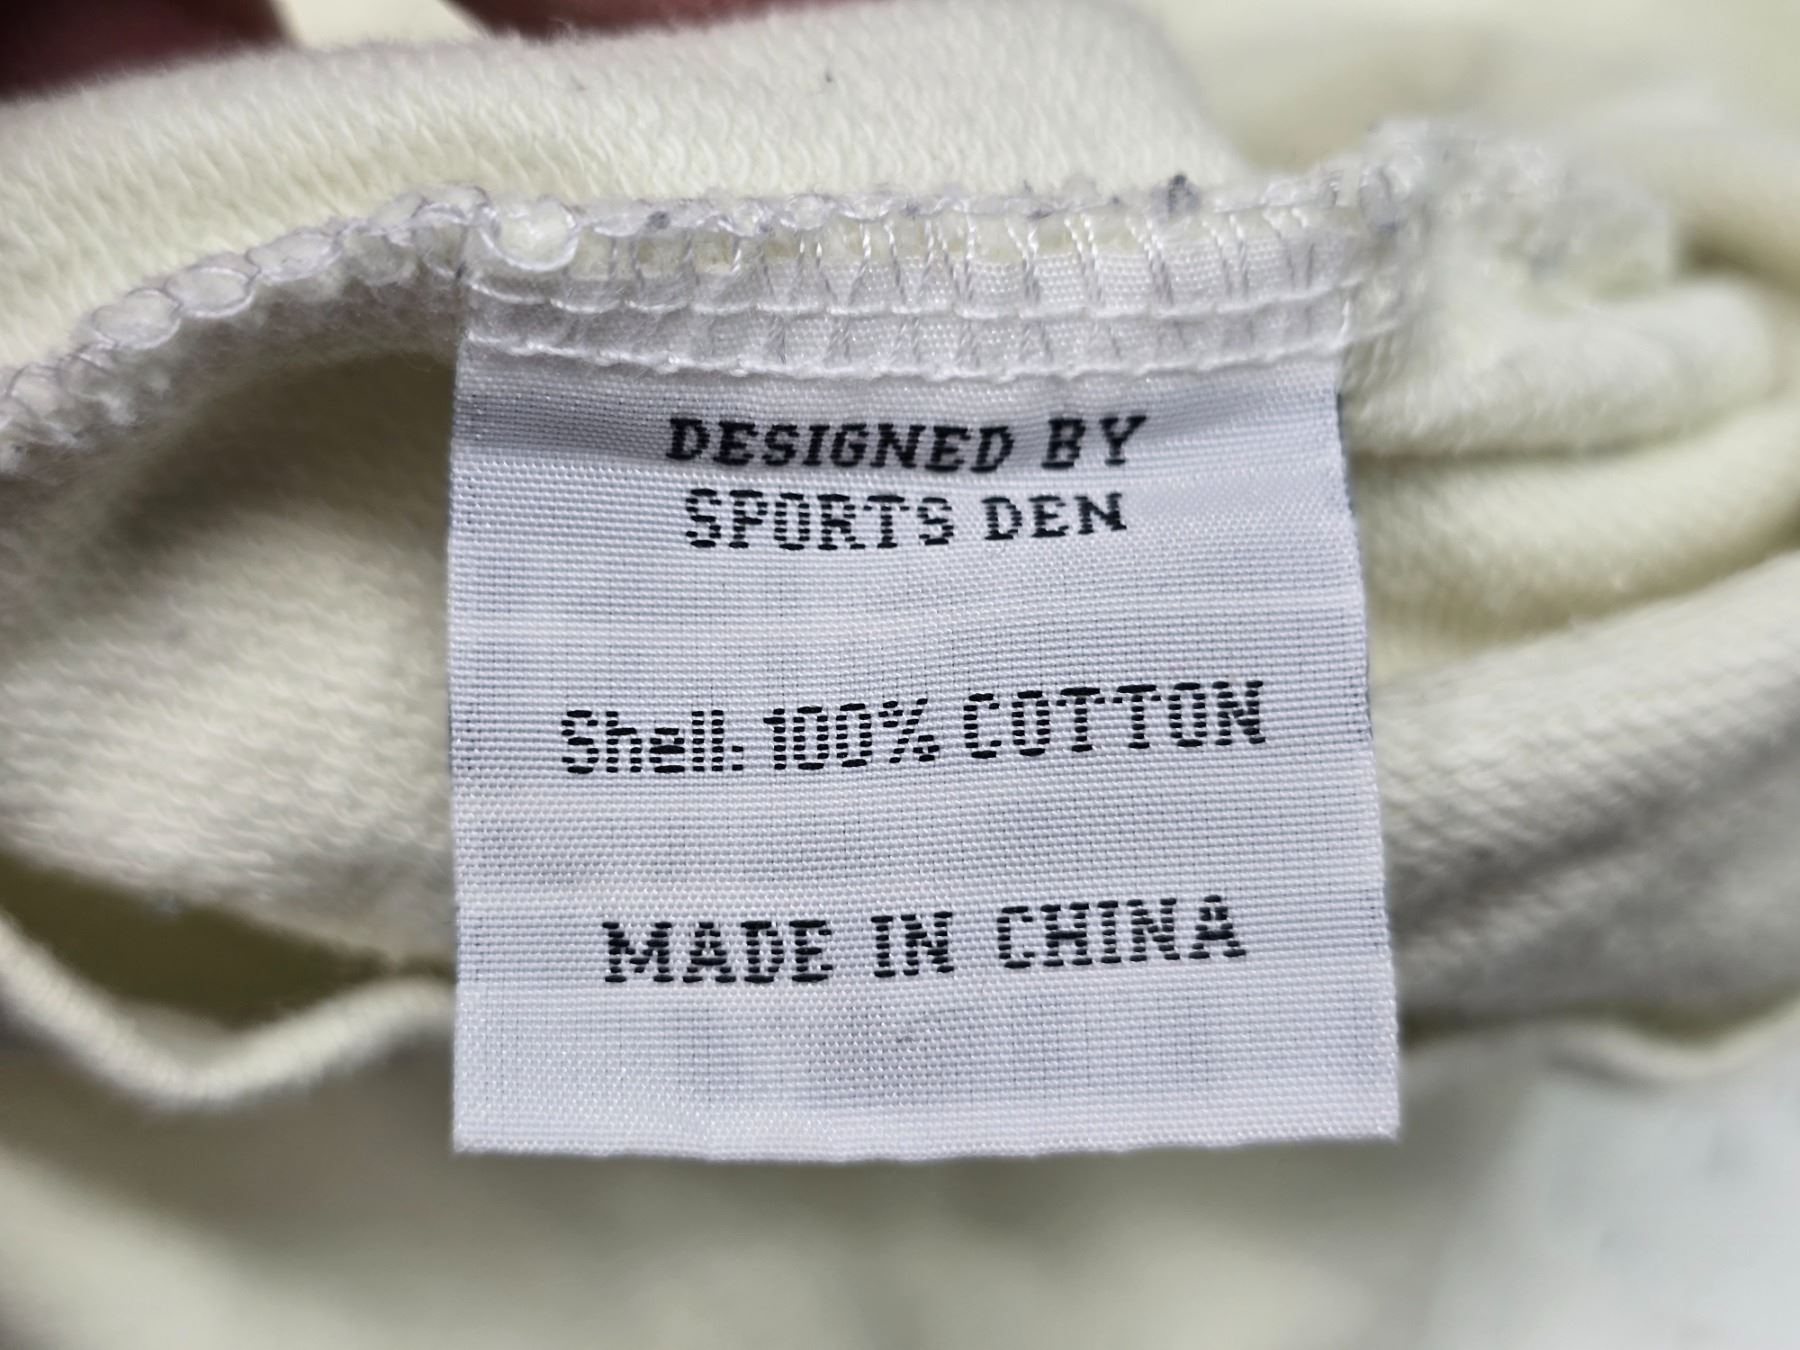 DESIGNED BY
SPORTS DEN
Shell: 100% COTTON
MADE IN CHINA